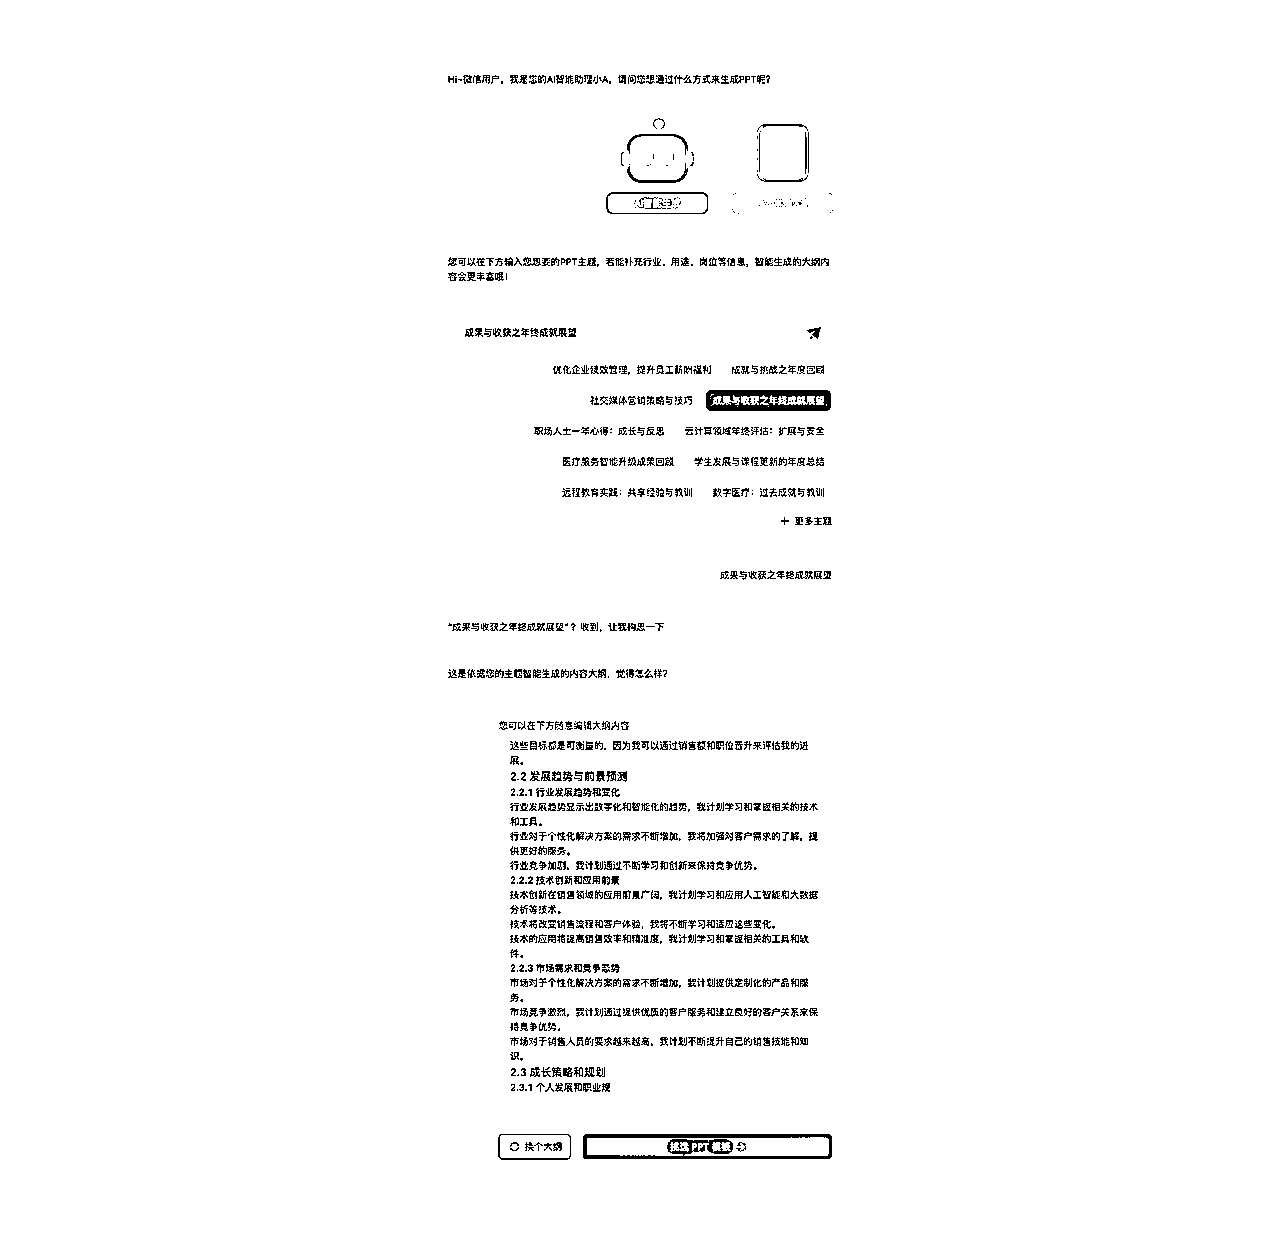 Hi~微信用户，我是您的AI智能助理小A，请问您想通过什么方式来生成PPT呢？
您可以在下方输入您想要的PPT主题，若能补充行业、用途、岗位等信息，智能生成的大纲内
容会更丰富哦！
成果与收获之年终成就展望
优化企业绩效管理，提升员工薪酬福利
成就与挑战之年度回顾
社交媒体营销策略与技巧
成果与收获之年终成就展望
职场人士一年心得：成长与反思
云计算领域年终评估：扩展与安全
医疗服务智能升级成果回顾
学生发展与课程更新的年度总结
远程教育实践：共享经验与教训
数字医疗：过去成就与教训
更多主题
成果与收获之年终成就展望
“成果与收获之年终成就展望”？收到，让我构思一下
这是依据您的主题智能生成的内容大纲，觉得怎么样？
您可以在下方随意编辑大纲内容
这些目标都是可衡量的，因为我可以通过销售额和职位晋升来评估我的进
展。
2.2 发展趋势与前景预测
2.2.1 行业发展趋势和变化
行业发展趋势显示出数字化和智能化的趋势，我计划学习和掌握相关的技术
和工具。
行业对于个性化解决方案的需求不断增加，我将加强对客户需求的了解，提
供更好的服务。
行业竞争加剧，我计划通过不断学习和创新来保持竞争优势。
2.2.2 技术创新和应用前景
技术创新在销售领域的应用前景广阔，我计划学习和应用人工智能和大数据
分析等技术。
技术将改变销售流程和客户体验，我将不断学习和适应这些变化。
技术的应用将提高销售效率和精准度，我计划学习和掌握相关的工具和软
件。
2.2.3 市场需求和竞争态势
市场对于个性化解决方案的需求不断增加，我计划提供定制化的产品和服
务。
市场竞争激烈，我计划通过提供优质的客户服务和建立良好的客户关系来保
持竞争优势。
市场对于销售人员的要求越来越高，我计划不断提升自己的销售技能和知
识。
2.3 成长策略和规划
2.3.1 个人发展和职业规
换个大纲
挑选 PPT 模板